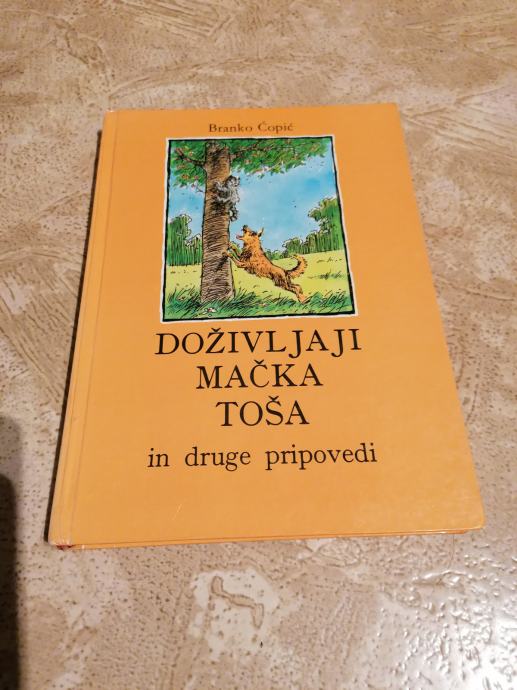 Branko Ćopić
DOŽIVLJAJI
MAČKA
TOŠA
in druge pripovedi